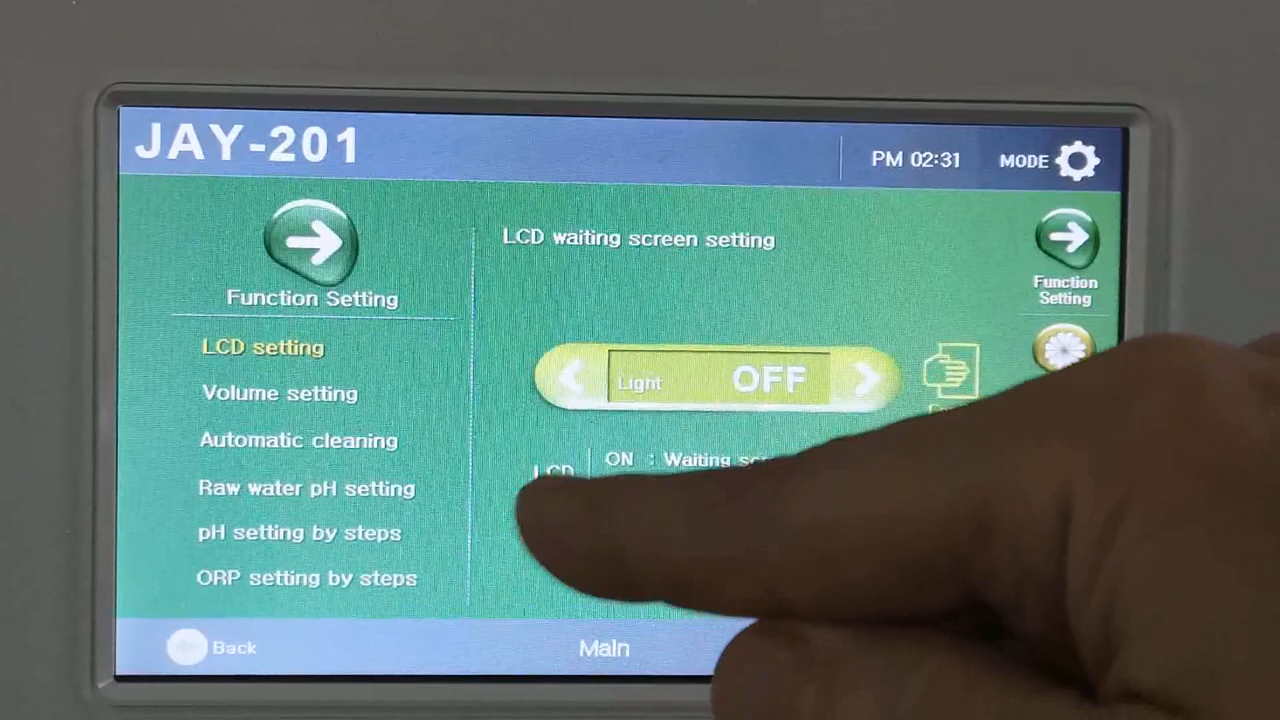 JAY-201
PM 02:31
MODE
Function Setting
LCD setting
Volume setting
Automatic cleaning
Raw water pH setting
pH setting by steps
ORP setting by steps
LCD waiting screen setting
Light OFF
LCD
ON : Waiting
Function
Setting
Back
Main